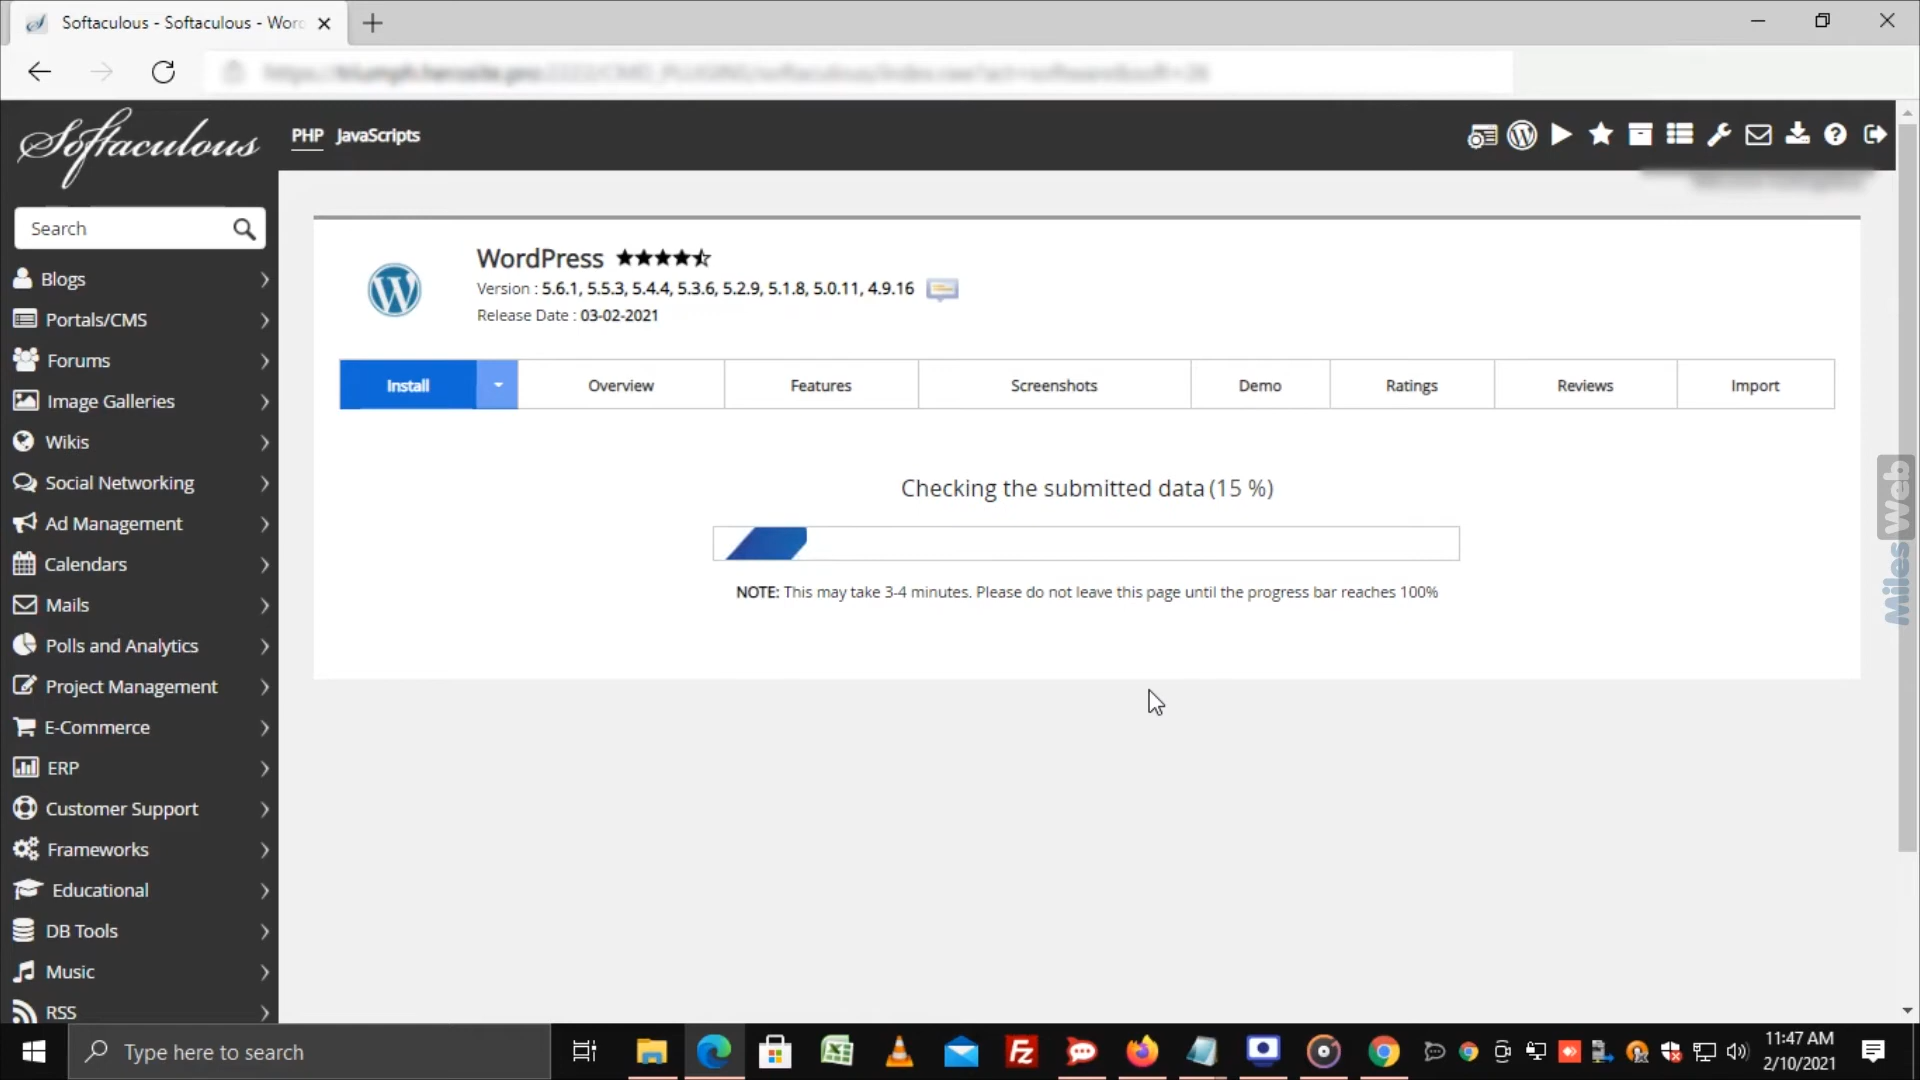 Softaculous - Softaculous - Wor
Softaculous
PHP JavaScripts
Search
Blogs
Portals/CMS
Forums
Image Galleries
Wikis
Social Networking
Ad Management
Calendars
Mails
Polls and Analytics
Project Management
E-Commerce
ERP
Customer Support
Frameworks
Educational
DB Tools
Music
RSS
WordPress
Version : 5.6.1, 5.5.3, 5.4.4, 5.3.6, 5.2.9, 5.1.8, 5.0.11, 4.9.16
Release Date : 03-02-2021
Install Overview Features Screenshots Demo Ratings Reviews Import
Checking the submitted data (15 %)
NOTE: This may take 3-4 minutes. Please do not leave this page until the progress bar reaches 100%
MilesWeb
Type here to search
11:47 AM
2/10/2021